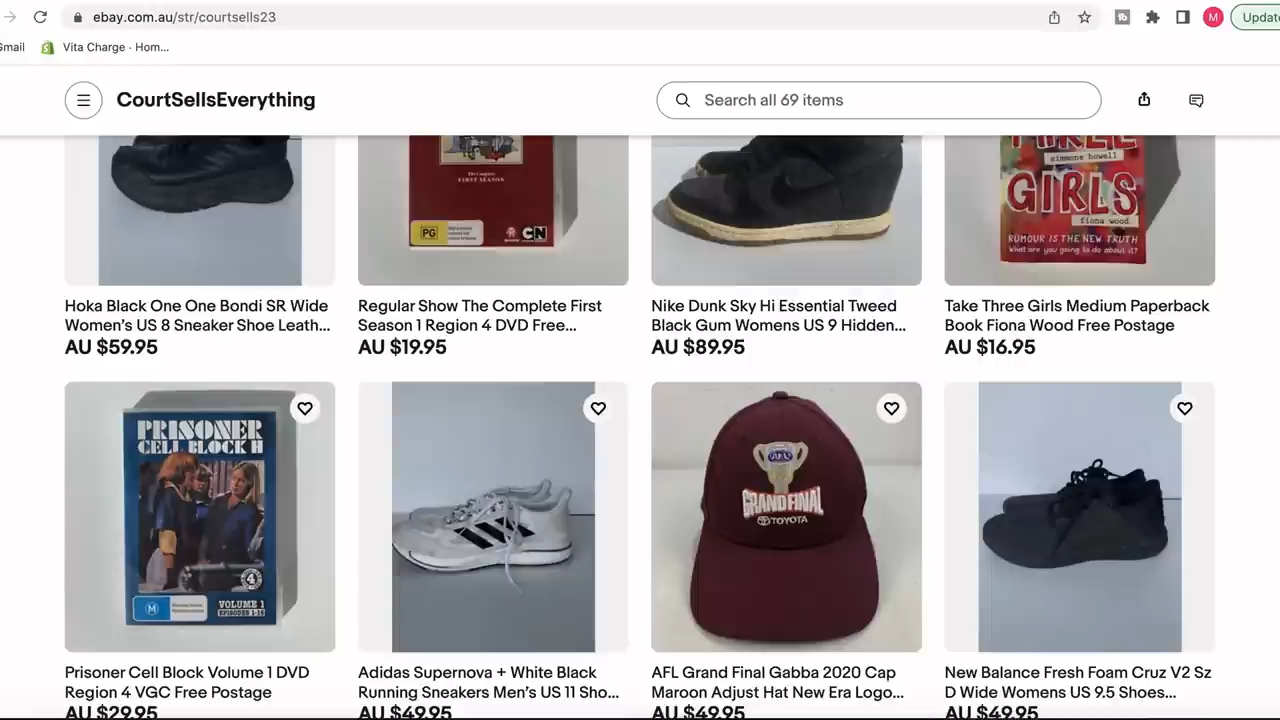 ebay.com.au/str/courtsells23
M
Update
Gmail
Vita Charge · Hom...
CourtSellsEverything
Search all 69 items
The Complete
FIRST SEASON
PG
CN
THREE
simmone howell
GIRLS
fiona wood
RUMOUR IS THE NEW TRUTH
What are you going to do about it?
Hoka Black One One Bondi SR Wide
Women's US 8 Sneaker Shoe Leath...
AU $59.95
Regular Show The Complete First
Season 1 Region 4 DVD Free...
AU $19.95
Nike Dunk Sky Hi Essential Tweed
Black Gum Womens US 9 Hidden...
AU $89.95
Take Three Girls Medium Paperback
Book Fiona Wood Free Postage
AU $16.95
PRISONER
CELL BLOCK H
4
M
VOLUME 1
EPISODES 1-16
AFL
GRAND FINAL
TOYOTA
Prisoner Cell Block Volume 1 DVD
Region 4 VGC Free Postage
AU $29.95
Adidas Supernova + White Black
Running Sneakers Men's US 11 Sho...
AU $49.95
AFL Grand Final Gabba 2020 Cap
Maroon Adjust Hat New Era Logo...
AU $49.95
New Balance Fresh Foam Cruz V2 Sz
D Wide Womens US 9.5 Shoes...
AU $49.95